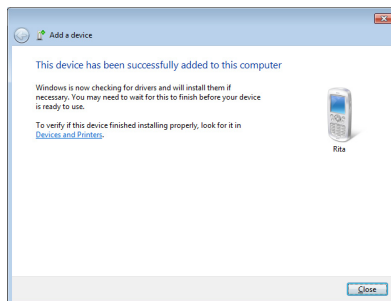 Add a device
This device has been successfully added to this computer
Windows is now checking for drivers and will install them if
necessary. You may need to wait for this to finish before your device
is ready to use.
To verify if this device finished installing properly, look for it in
Devices and Printers.
Rita
Close